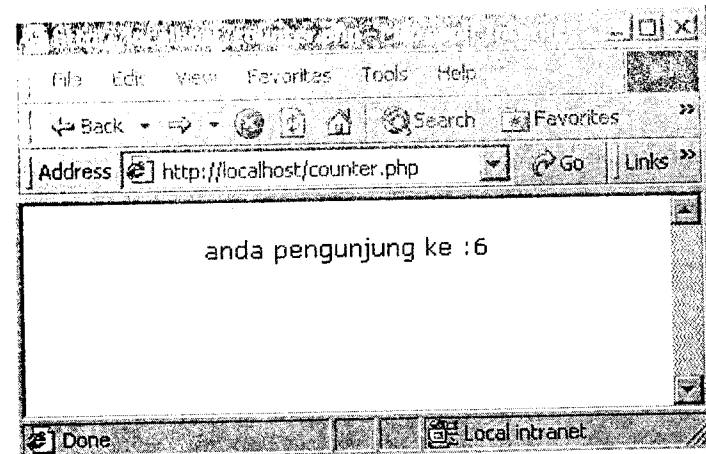 File Edit View Favorites Tools Help
Back Search Favorites »
Address http://localhost/counter.php Go Links »
anda pengunjung ke :6
Done Local intranet